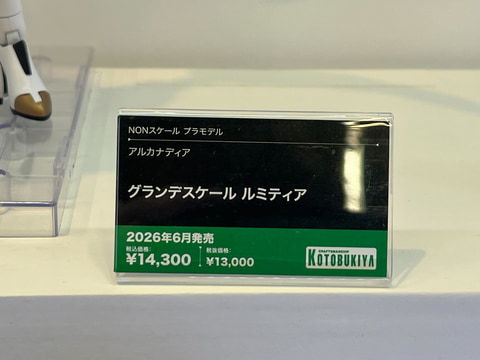 NONスケール プラモデル
アルカナディア
グランデスケール ルミティア
2026年6月発売
税込価格: 税抜価格:
¥14,300 ¥13,000
CRAFTSMANSHIP
KOTOBUKIYA